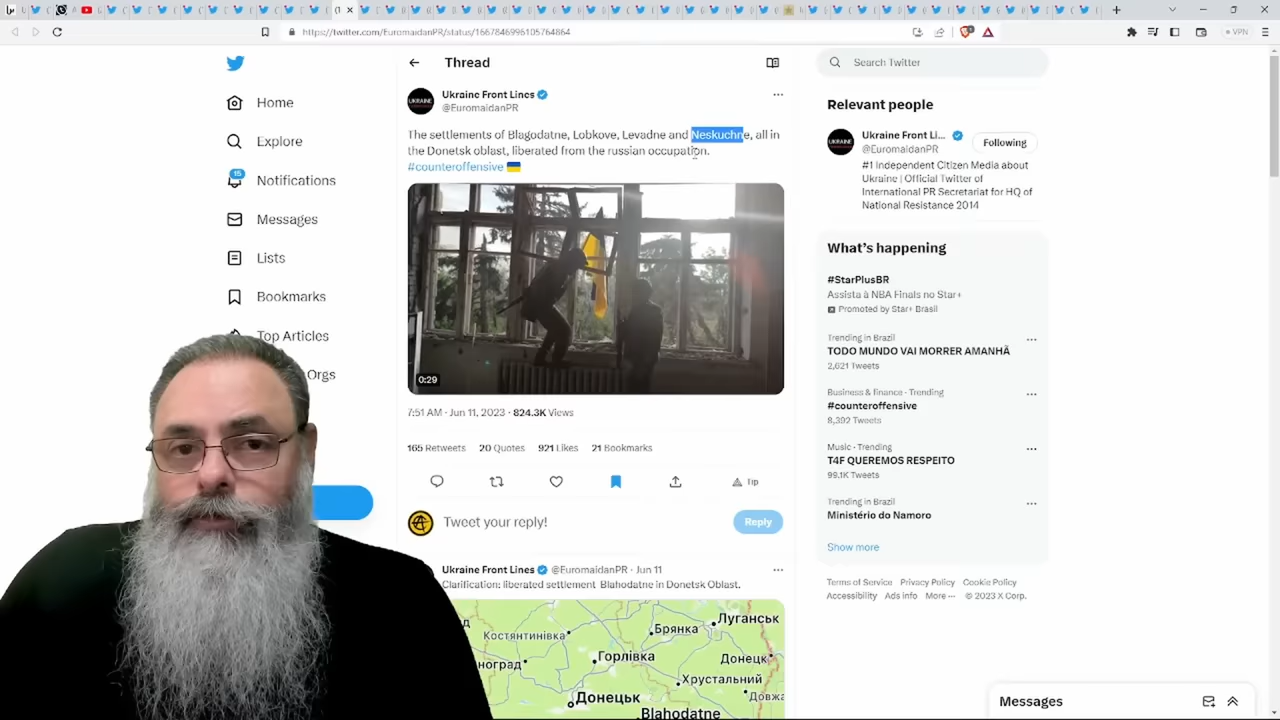 https://twitter.com/EuromaidanPR/status/1667846996105764864
VPN
Home
Explore
15
Notifications
Messages
Lists
Bookmarks
Top Articles
Orgs
Thread
Ukraine Front Lines
@EuromaidanPR
The settlements of Blagodatne, Lobkove, Levadne and Neskuchne, all in
the Donetsk oblast, liberated from the russian occupation.
#counteroffensive
0:29
7:51 AM · Jun 11, 2023 · 824.3K Views
165 Retweets 20 Quotes 921 Likes 21 Bookmarks
Tip
Tweet your reply!
Reply
Ukraine Front Lines @EuromaidanPR · Jun 11
Clarification: liberated settlement Blahodatne in Donetsk Oblast.
Луганськ
Брянка
Костянтинівка
Горлівка
Донецьк
Хрустальний
Донецьк
Blahodatne
Search Twitter
Relevant people
Ukraine Front Li...
@EuromaidanPR
Following
#1 Independent Citizen Media about
Ukraine | Official Twitter of
International PR Secretariat for HQ of
National Resistance 2014
What's happening
#StarPlusBR
Assista à NBA Finals no Star+
Promoted by Star+ Brasil
Trending in Brazil
TODO MUNDO VAI MORRER AMANHÃ
2,621 Tweets
Business & finance · Trending
#counteroffensive
8,392 Tweets
Music · Trending
T4F QUEREMOS RESPEITO
99.1K Tweets
Trending in Brazil
Ministério do Namoro
Show more
Terms of Service Privacy Policy Cookie Policy
Accessibility Ads info More ··· © 2023 X Corp.
Messages